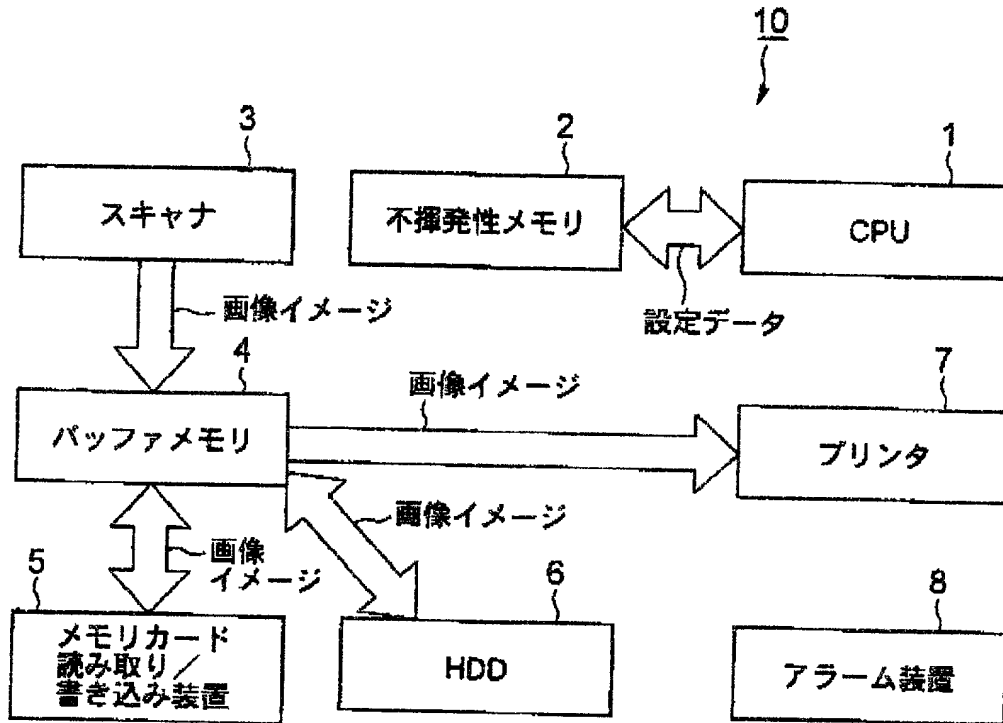 10
3
スキャナ
2
不揮発性メモリ
1
CPU
画像イメージ
設定データ
4
バッファメモリ
画像イメージ
7
プリンタ
画像イメージ
画像
イメージ
5
メモリカード
読み取り／
書き込み装置
6
HDD
8
アラーム装置